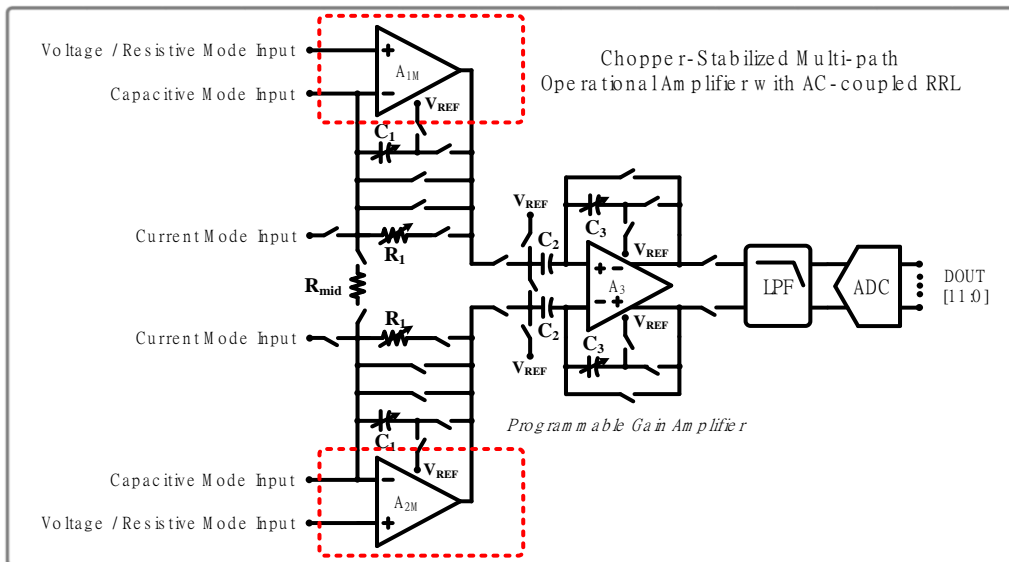 Voltage / Resistive Mode Input
Capacitive Mode Input
A1M
VREF
C1
Chopper-Stabilized Multi-path
Operational Amplifier with AC-coupled RRL
Current Mode Input
R1
Rmid
Current Mode Input
R1
VREF
C2
C2
VREF
C3
VREF
A3
VREF
C3
LPF
ADC
DOUT
[11:0]
Programmable Gain Amplifier
C1
VREF
Capacitive Mode Input
A2M
Voltage / Resistive Mode Input